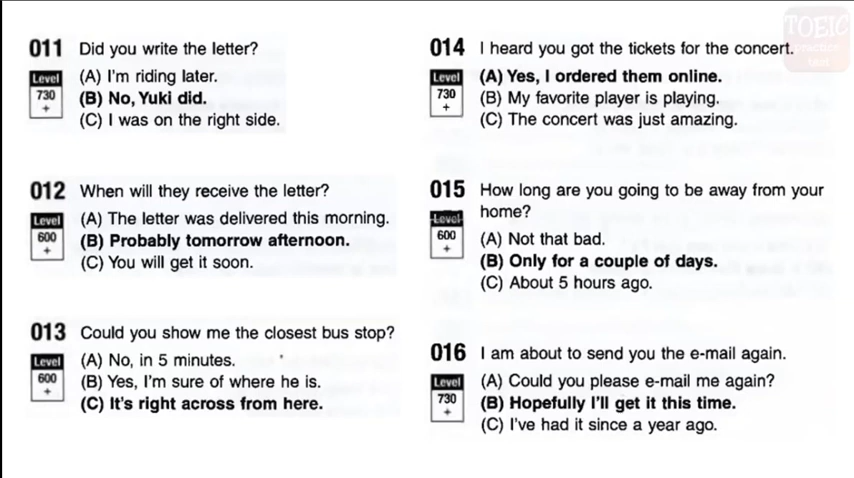 011 Did you write the letter?
Level (A) I'm riding later.
730 (B) No, Yuki did.
+ (C) I was on the right side.
012 When will they receive the letter?
Level (A) The letter was delivered this morning.
600 (B) Probably tomorrow afternoon.
+ (C) You will get it soon.
013 Could you show me the closest bus stop?
Level (A) No, in 5 minutes.
600 (B) Yes, I'm sure of where he is.
+ (C) It's right across from here.
014 I heard you got the tickets for the concert.
Level (A) Yes, I ordered them online.
730 (B) My favorite player is playing.
+ (C) The concert was just amazing.
015 How long are you going to be away from your
Level home?
600 (A) Not that bad.
+ (B) Only for a couple of days.
(C) About 5 hours ago.
016 I am about to send you the e-mail again.
Level (A) Could you please e-mail me again?
730 (B) Hopefully I'll get it this time.
+ (C) I've had it since a year ago.
TOEIC
practice
test